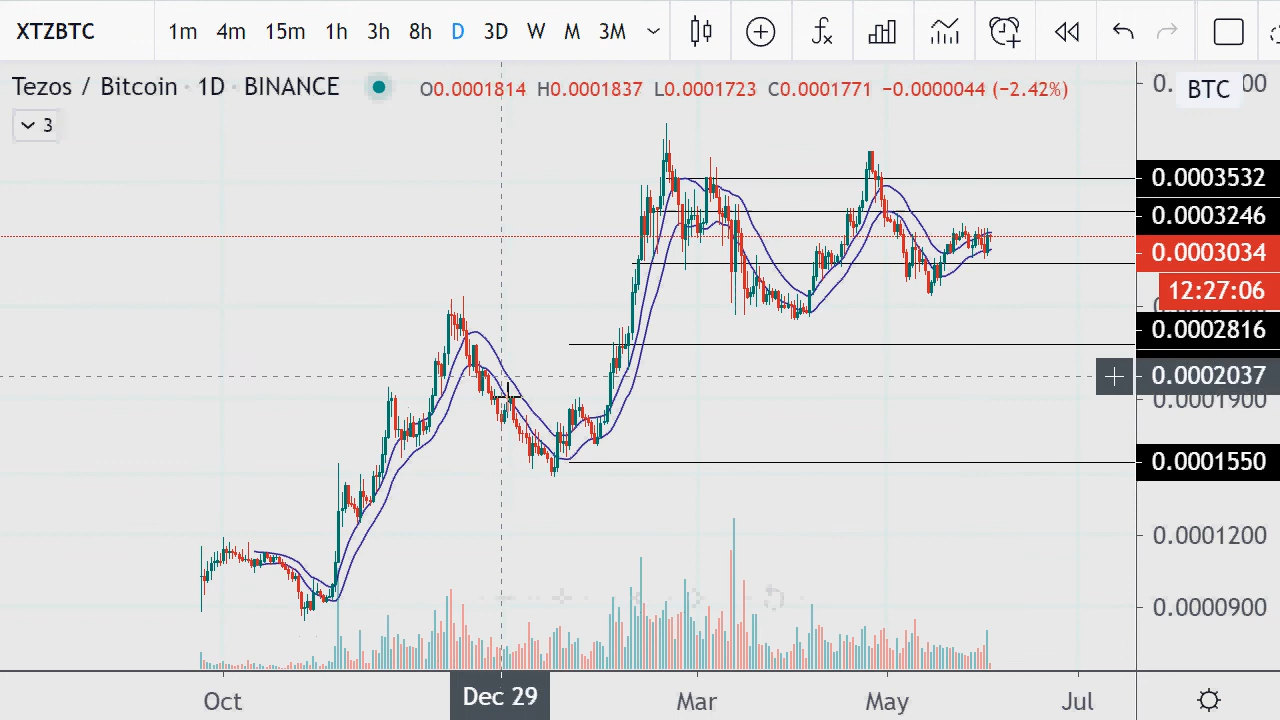 XTZBTC 1m 4m 15m 1h 3h 8h D 3D W M 3M
Tezos / Bitcoin · 1D · BINANCE O0.0001814 H0.0001837 L0.0001723 C0.0001771 −0.0000044 (−2.42%)
BTC
3
0.0003532
0.0003246
0.0003034
12:27:06
0.0002816
0.0002037
0.0001900
0.0001550
0.0001200
0.0000900
Oct Dec 29 Mar May Jul